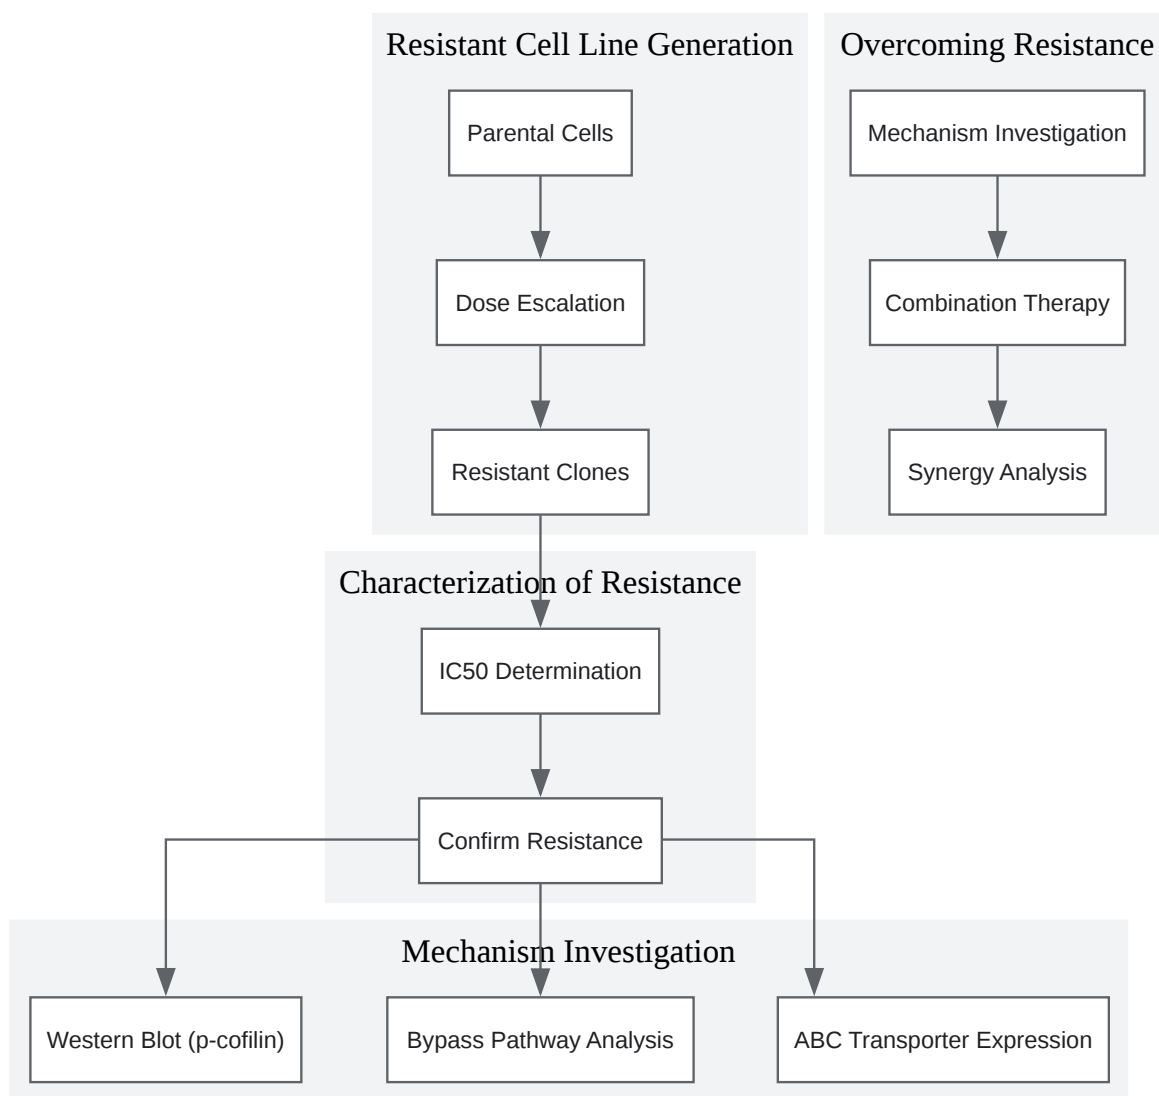 Resistant Cell Line Generation
Parental Cells
Dose Escalation
Resistant Clones
Overcoming Resistance
Mechanism Investigation
Combination Therapy
Synergy Analysis
Characterization of Resistance
IC50 Determination
Confirm Resistance
Mechanism Investigation
Western Blot (p-cofilin)
Bypass Pathway Analysis
ABC Transporter Expression